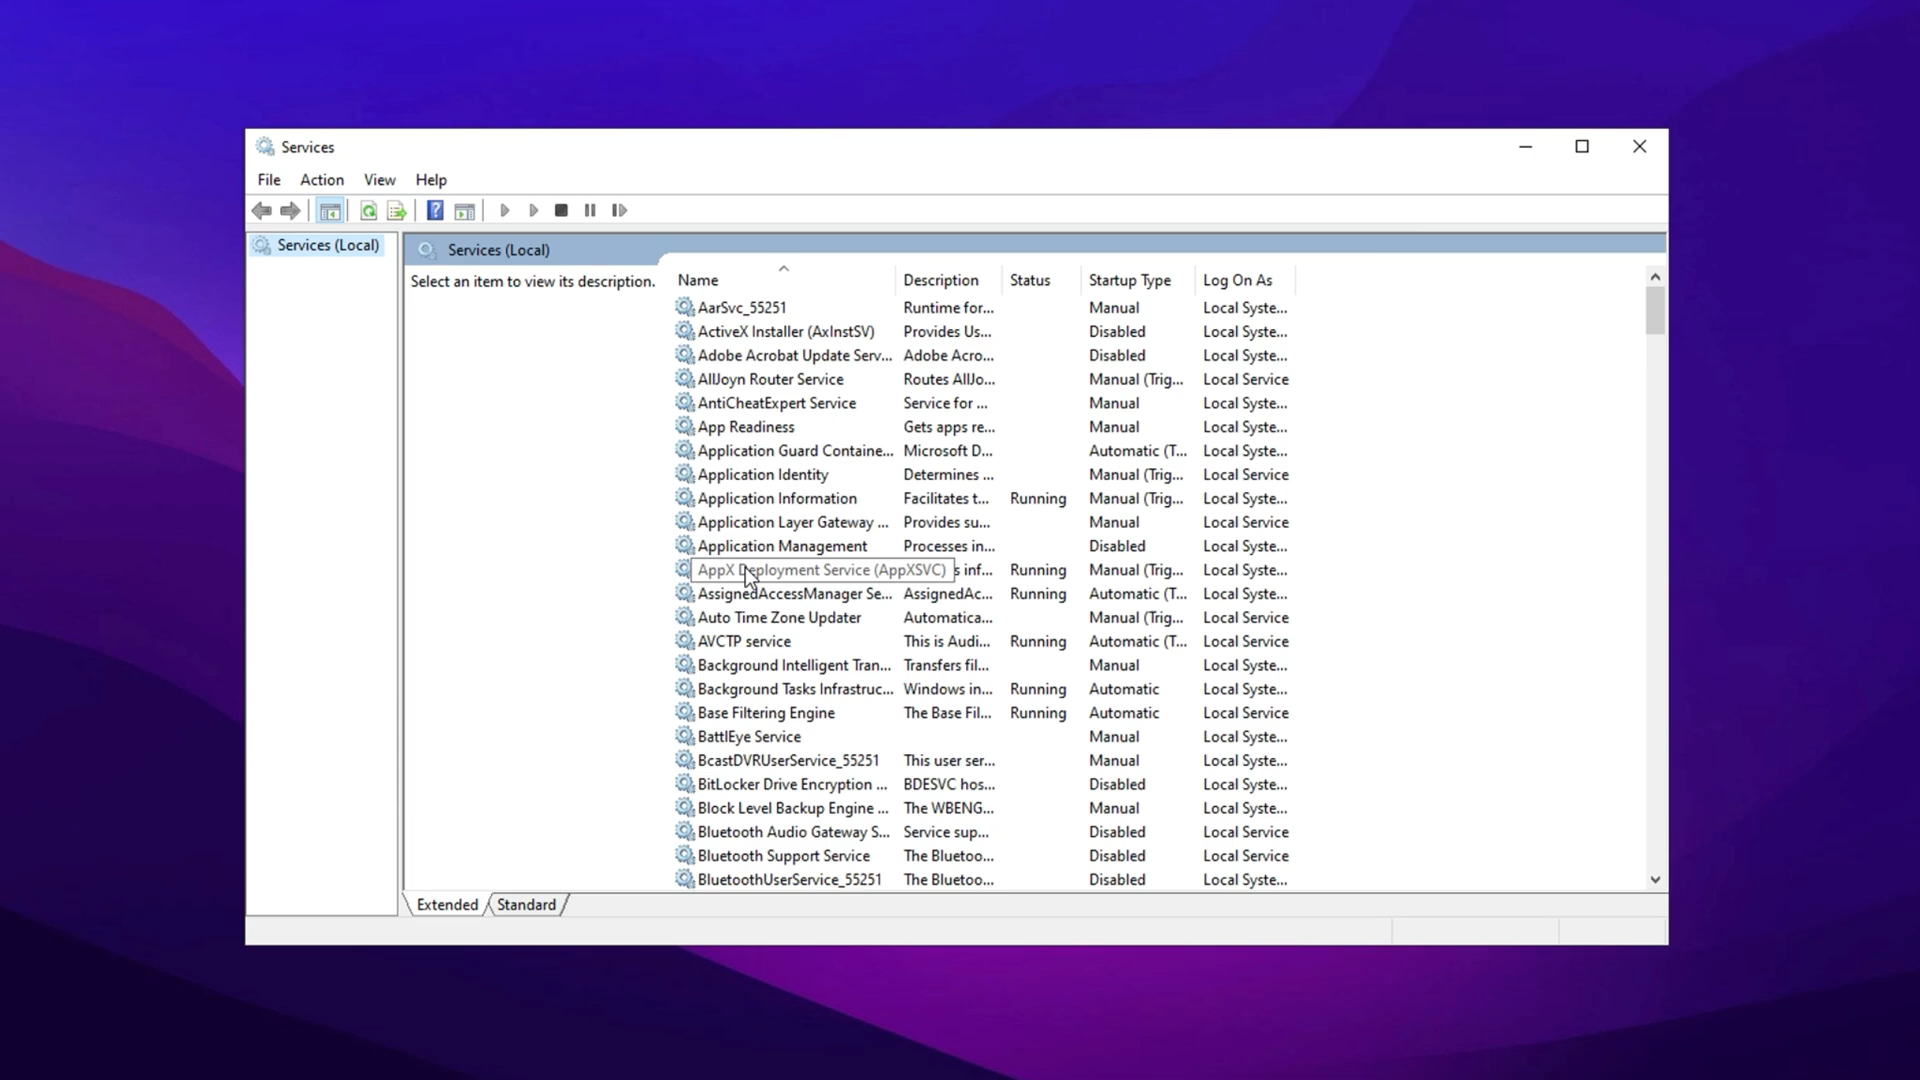 Services
File Action View Help
Services (Local)
Services (Local)
Select an item to view its description.
Name Description Status Startup Type Log On As
AarSvc_55251 Runtime for... Manual Local Syste...
ActiveX Installer (AxInstSV) Provides Us... Disabled Local Syste...
Adobe Acrobat Update Serv... Adobe Acro... Disabled Local Syste...
AllJoyn Router Service Routes AllJo... Manual (Trig... Local Service
AntiCheatExpert Service Service for ... Manual Local Syste...
App Readiness Gets apps re... Manual Local Syste...
Application Guard Containe... Microsoft D... Automatic (T... Local Syste...
Application Identity Determines ... Manual (Trig... Local Service
Application Information Facilitates t... Running Manual (Trig... Local Syste...
Application Layer Gateway ... Provides su... Manual Local Service
Application Management Processes in... Disabled Local Syste...
AppX Deployment Service (AppXSVC) s inf... Running Manual (Trig... Local Syste...
AssignedAccessManager Se... AssignedAc... Running Automatic (T... Local Syste...
Auto Time Zone Updater Automatica... Manual (Trig... Local Service
AVCTP service This is Audi... Running Automatic (T... Local Service
Background Intelligent Tran... Transfers fil... Manual Local Syste...
Background Tasks Infrastruc... Windows in... Running Automatic Local Syste...
Base Filtering Engine The Base Fil... Running Automatic Local Service
BattlEye Service Manual Local Syste...
BcastDVRUserService_55251 This user ser... Manual Local Syste...
BitLocker Drive Encryption ... BDESVC hos... Disabled Local Syste...
Block Level Backup Engine ... The WBENG... Manual Local Syste...
Bluetooth Audio Gateway S... Service sup... Disabled Local Service
Bluetooth Support Service The Bluetoo... Disabled Local Service
BluetoothUserService_55251 The Bluetoo... Disabled Local Syste...
Extended Standard